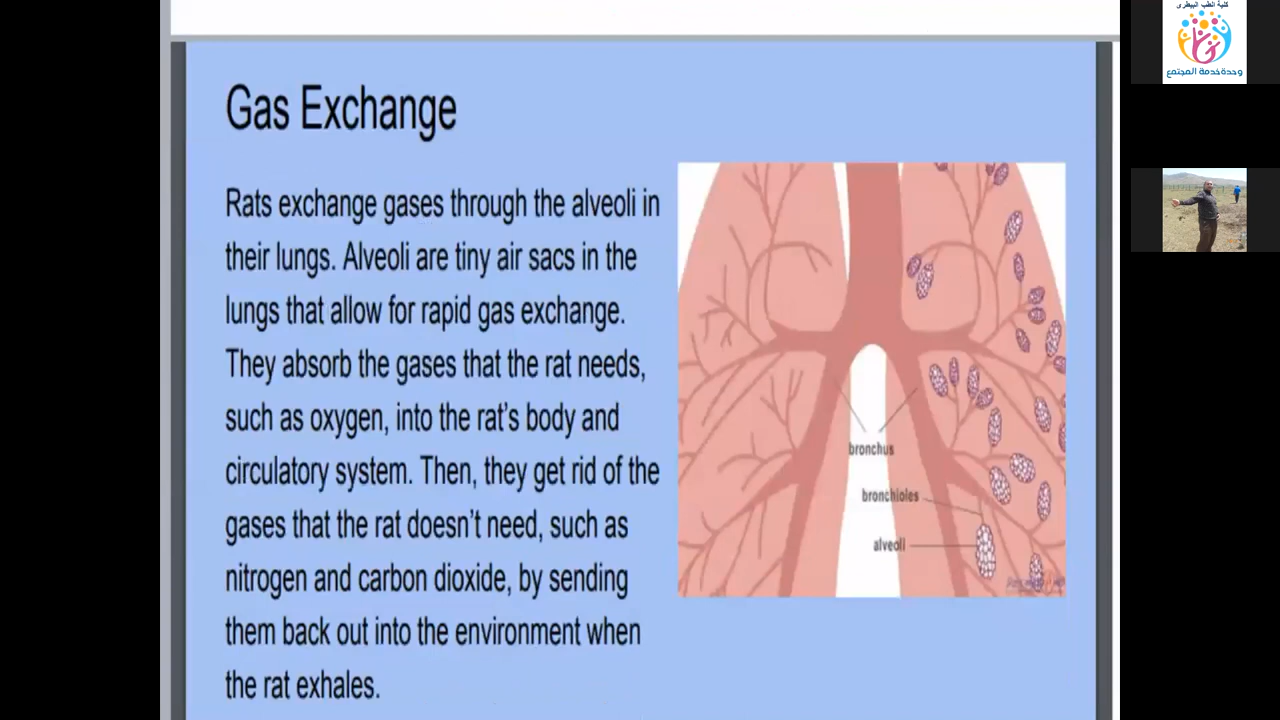 كلية الطب البيطرى
وحدة خدمة المجتمع
Gas Exchange
Rats exchange gases through the alveoli in
their lungs. Alveoli are tiny air sacs in the
lungs that allow for rapid gas exchange.
They absorb the gases that the rat needs,
such as oxygen, into the rat’s body and
circulatory system. Then, they get rid of the
gases that the rat doesn’t need, such as
nitrogen and carbon dioxide, by sending
them back out into the environment when
the rat exhales.
bronchus
bronchioles
alveoli